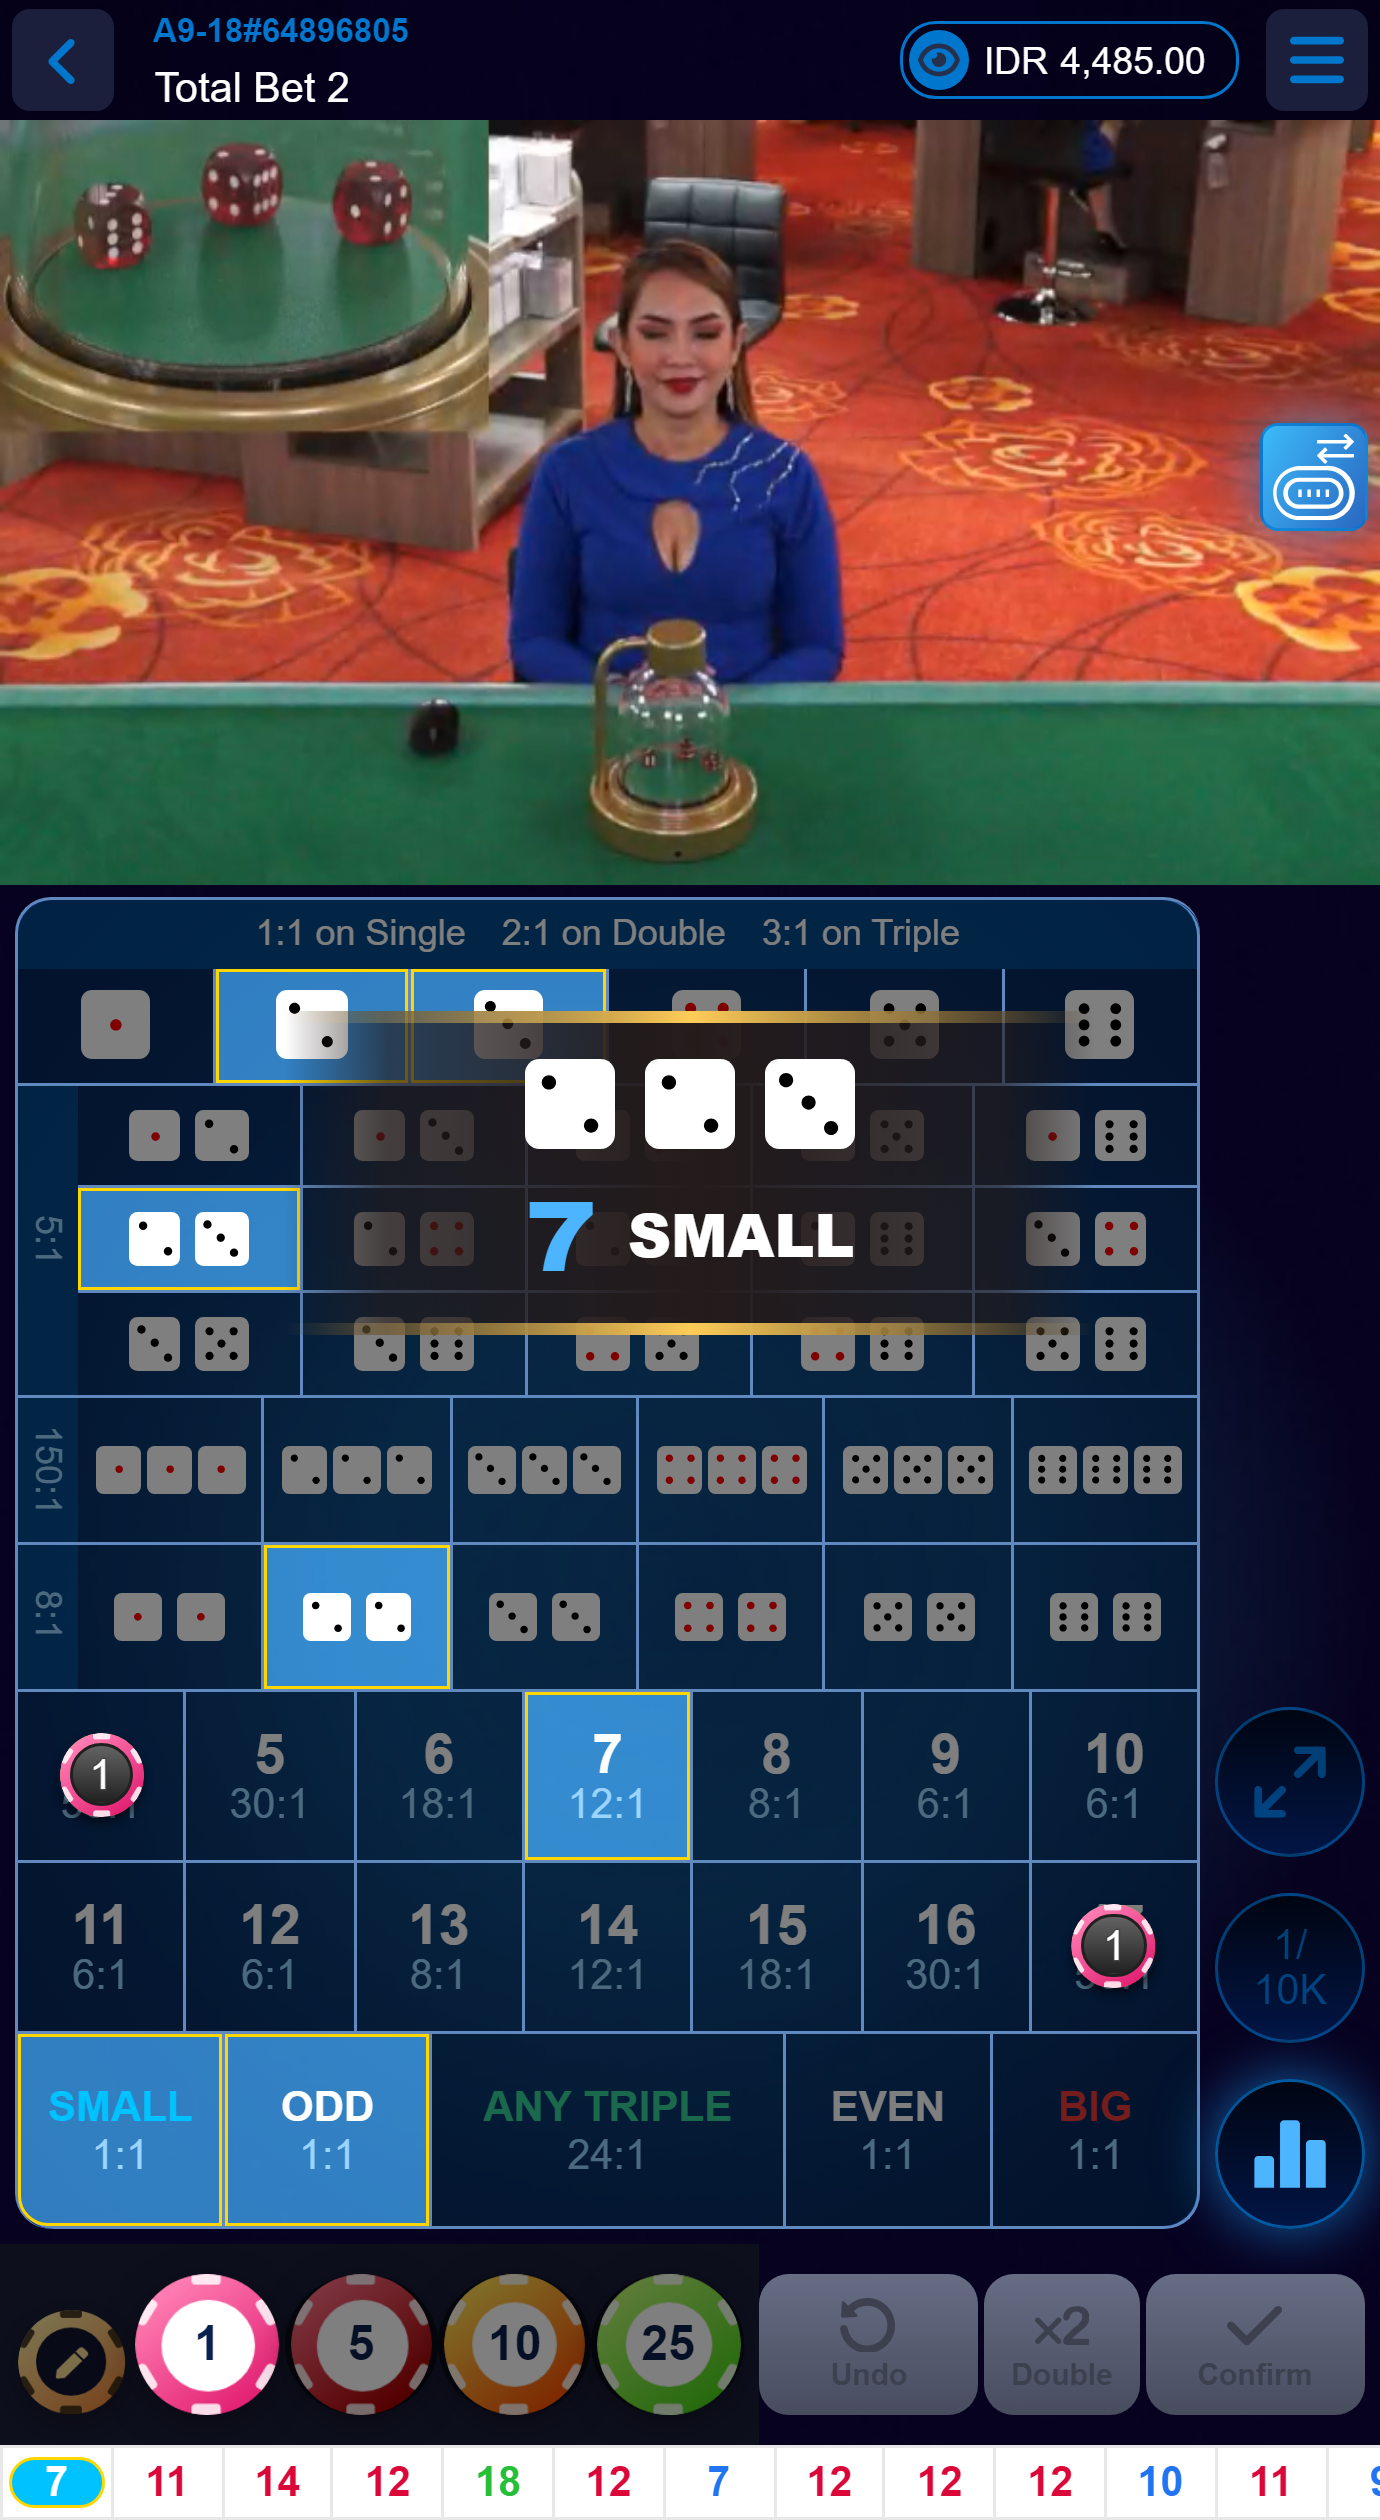 A9-18#64896805
Total Bet 2
IDR 4,485.00
1:1 on Single 2:1 on Double 3:1 on Triple
7 SMALL
5:1
150:1
8:1
1 5 6 7 8 9 10
30:1 18:1 12:1 8:1 6:1 6:1
11 12 13 14 15 16 1
6:1 6:1 8:1 12:1 18:1 30:1
1/
10K
SMALL ODD ANY TRIPLE EVEN BIG
1:1 1:1 24:1 1:1 1:1
1 5 10 25 x2
Undo Double Confirm
7 11 14 12 18 12 7 12 12 12 10 11